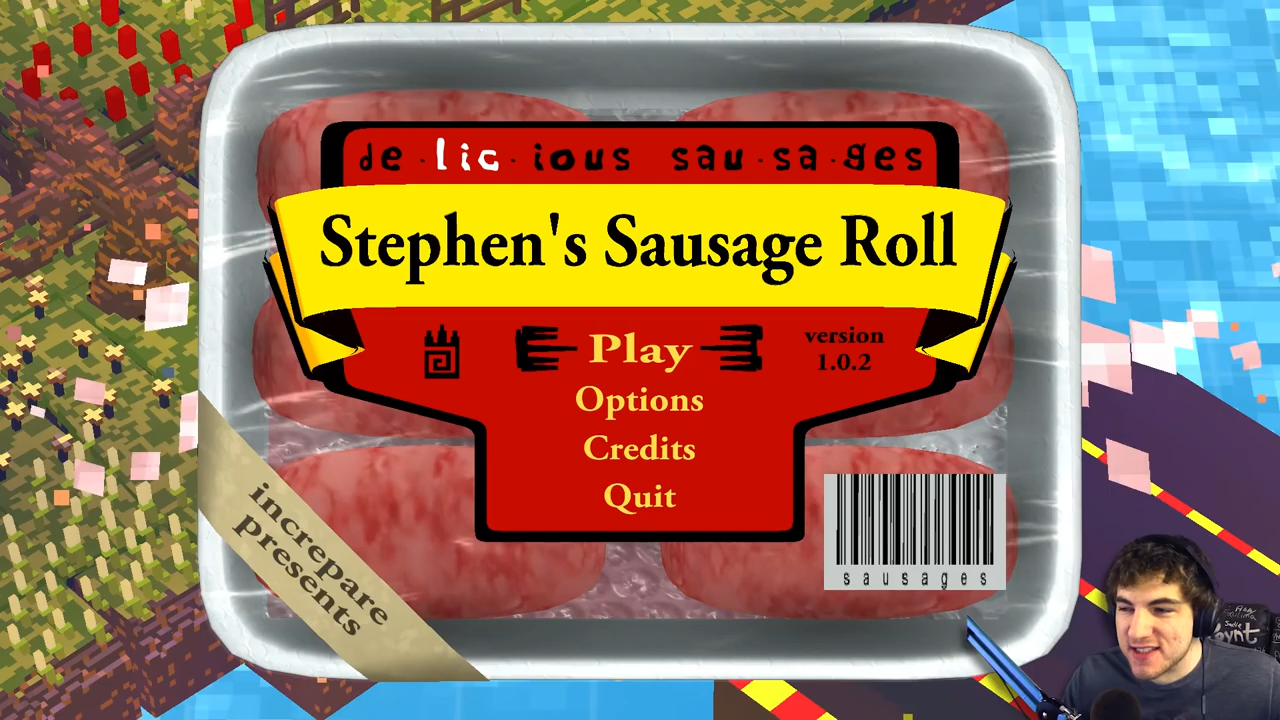 de·lic·ious sau·sa·ges
Stephen's Sausage Roll
Play
version
1.0.2
Options
Credits
Quit
increpare
presents
sausages